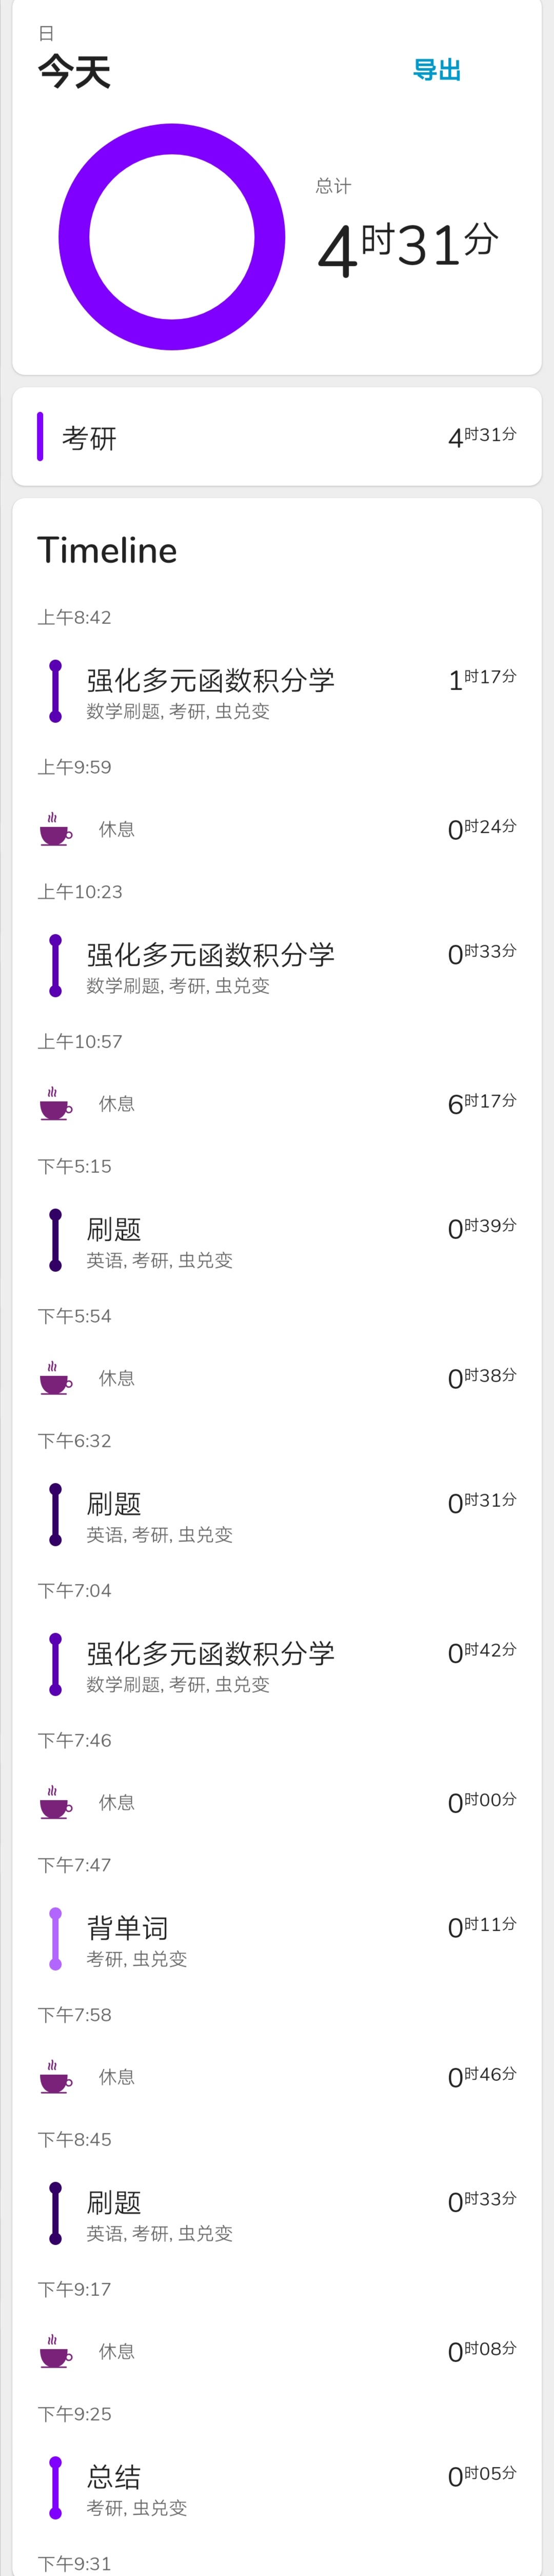 日
今天
导出
总计
4时31分
考研 4时31分
Timeline
上午8:42
强化多元函数积分学 1时17分
数学刷题, 考研, 虫兑变
上午9:59
休息 0时24分
上午10:23
强化多元函数积分学 0时33分
数学刷题, 考研, 虫兑变
上午10:57
休息 6时17分
下午5:15
刷题 0时39分
英语, 考研, 虫兑变
下午5:54
休息 0时38分
下午6:32
刷题 0时31分
英语, 考研, 虫兑变
下午7:04
强化多元函数积分学 0时42分
数学刷题, 考研, 虫兑变
下午7:46
休息 0时00分
下午7:47
背单词 0时11分
考研, 虫兑变
下午7:58
休息 0时46分
下午8:45
刷题 0时33分
英语, 考研, 虫兑变
下午9:17
休息 0时08分
下午9:25
总结 0时05分
考研, 虫兑变
下午9:31